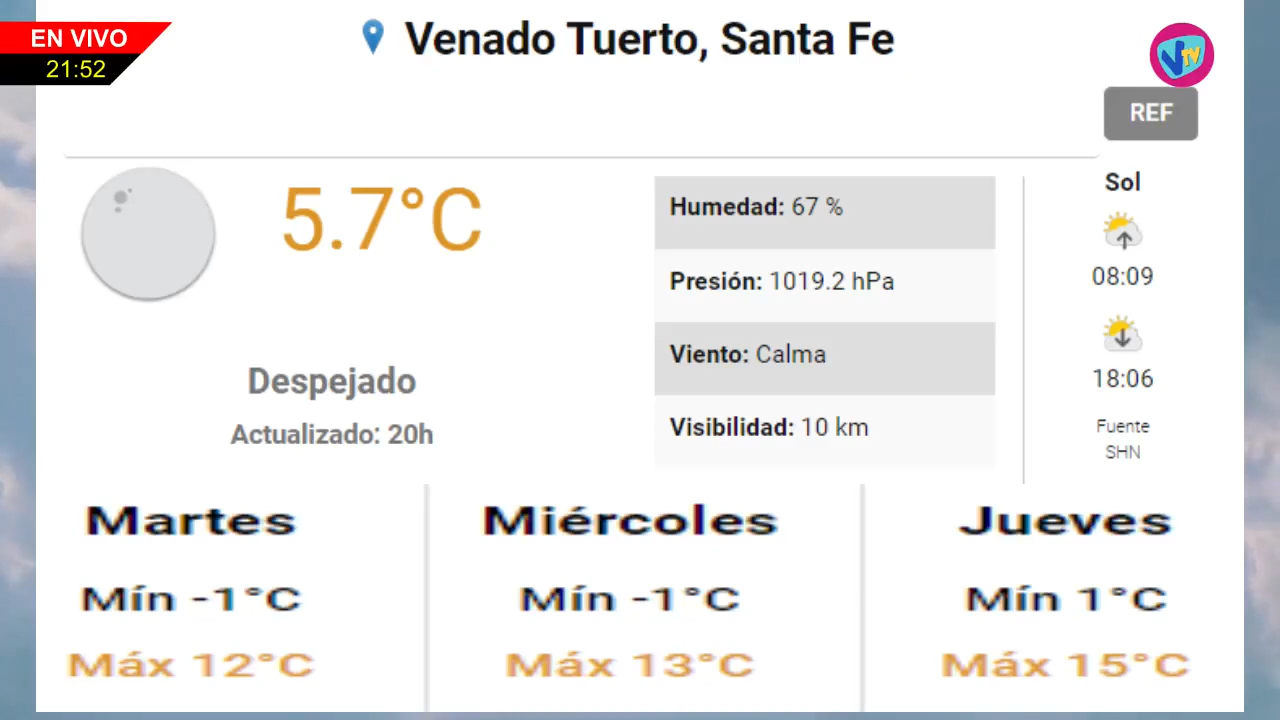 EN VIVO
21:52
Venado Tuerto, Santa Fe
VTV
REF
5.7°C
Despejado
Actualizado: 20h
Humedad: 67 %
Presión: 1019.2 hPa
Viento: Calma
Visibilidad: 10 km
Sol
08:09
18:06
Fuente
SHN
Martes
Mín -1°C
Máx 12°C
Miércoles
Mín -1°C
Máx 13°C
Jueves
Mín 1°C
Máx 15°C